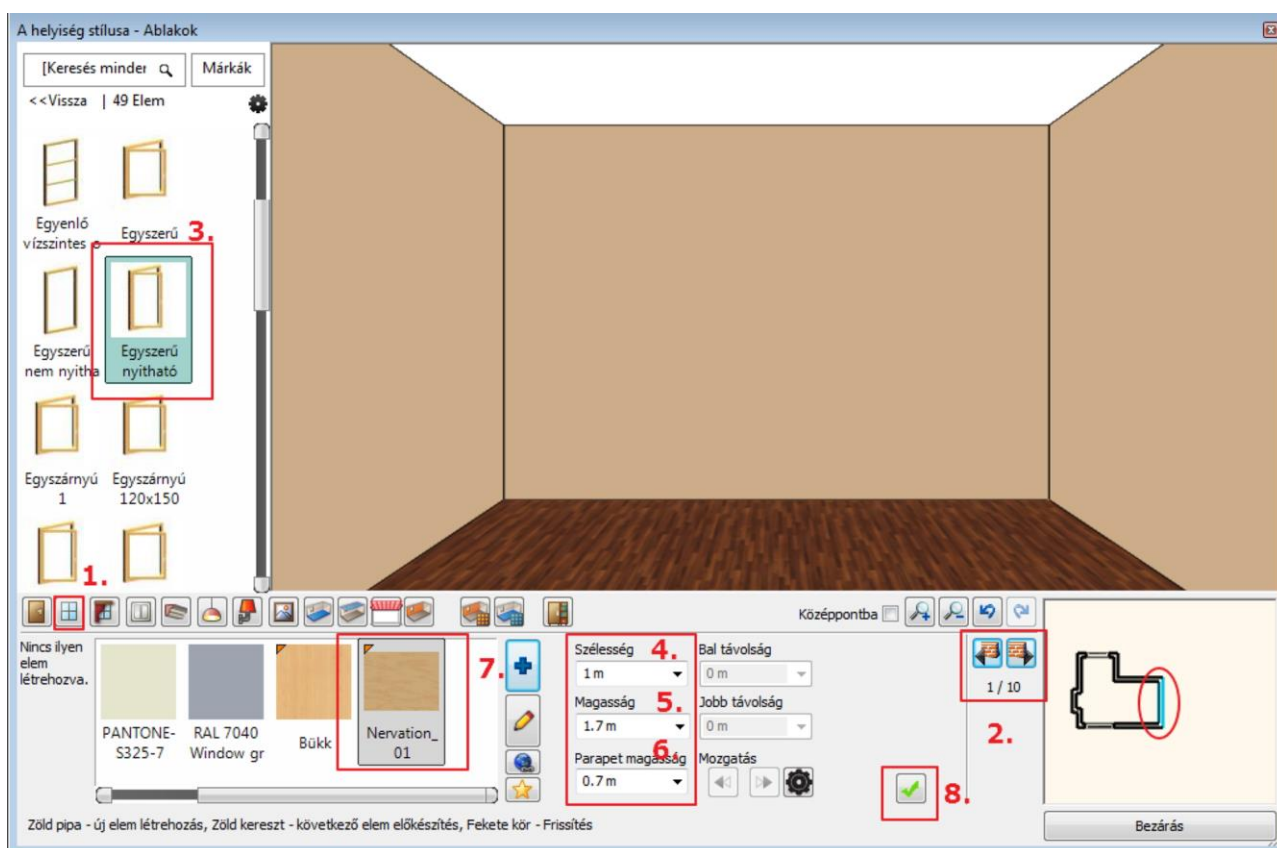 A helyiség stílusa - Ablakok
[Keresés minder
Márkák
<<Vissza | 49 Elem
Egyenlő
vízszintes o
Egyszerű
3.
Egyszerű
nem nyitha
Egyszerű
nyitható
Egyszárnyú
1
Egyszárnyú
120x150
1.
Középpontba
Nincs ilyen
elem
létrehozva.
PANTONE-
S325-7
RAL 7040
Window gr
Bükk
Nervation_
01
7.
Szélesség
4.
1 m
Magasság
5.
1.7 m
6.
Parapet magasság
0.7 m
Bal távolság
0 m
Jobb távolság
0 m
Mozgatás
1 / 10
2.
8.
Zöld pipa - új elem létrehozás, Zöld kereszt - következő elem előkészítés, Fekete kör - Frissítés
Bezárás